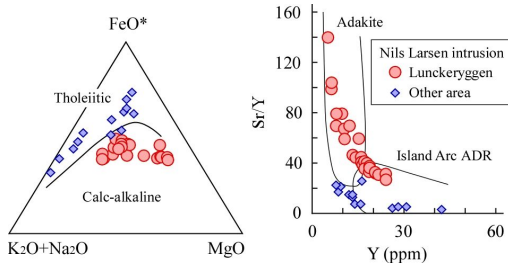 FeO*
Tholeiitic
Calc-alkaline
K2O+Na2O
MgO
160
120
80
40
0
Sr/Y
Adakite
Nils Larsen intrusion
Lunckeryggen
Other area
Island Arc ADR
0
20
40
60
Y (ppm)